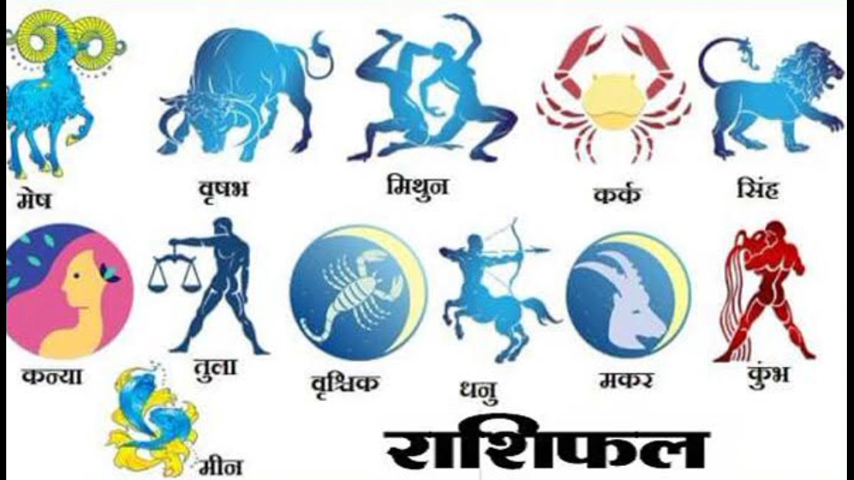 मेष
वृषभ
मिथुन
कर्क
सिंह
कन्या
तुला
वृश्चिक
धनु
मकर
कुंभ
मीन
राशिफल